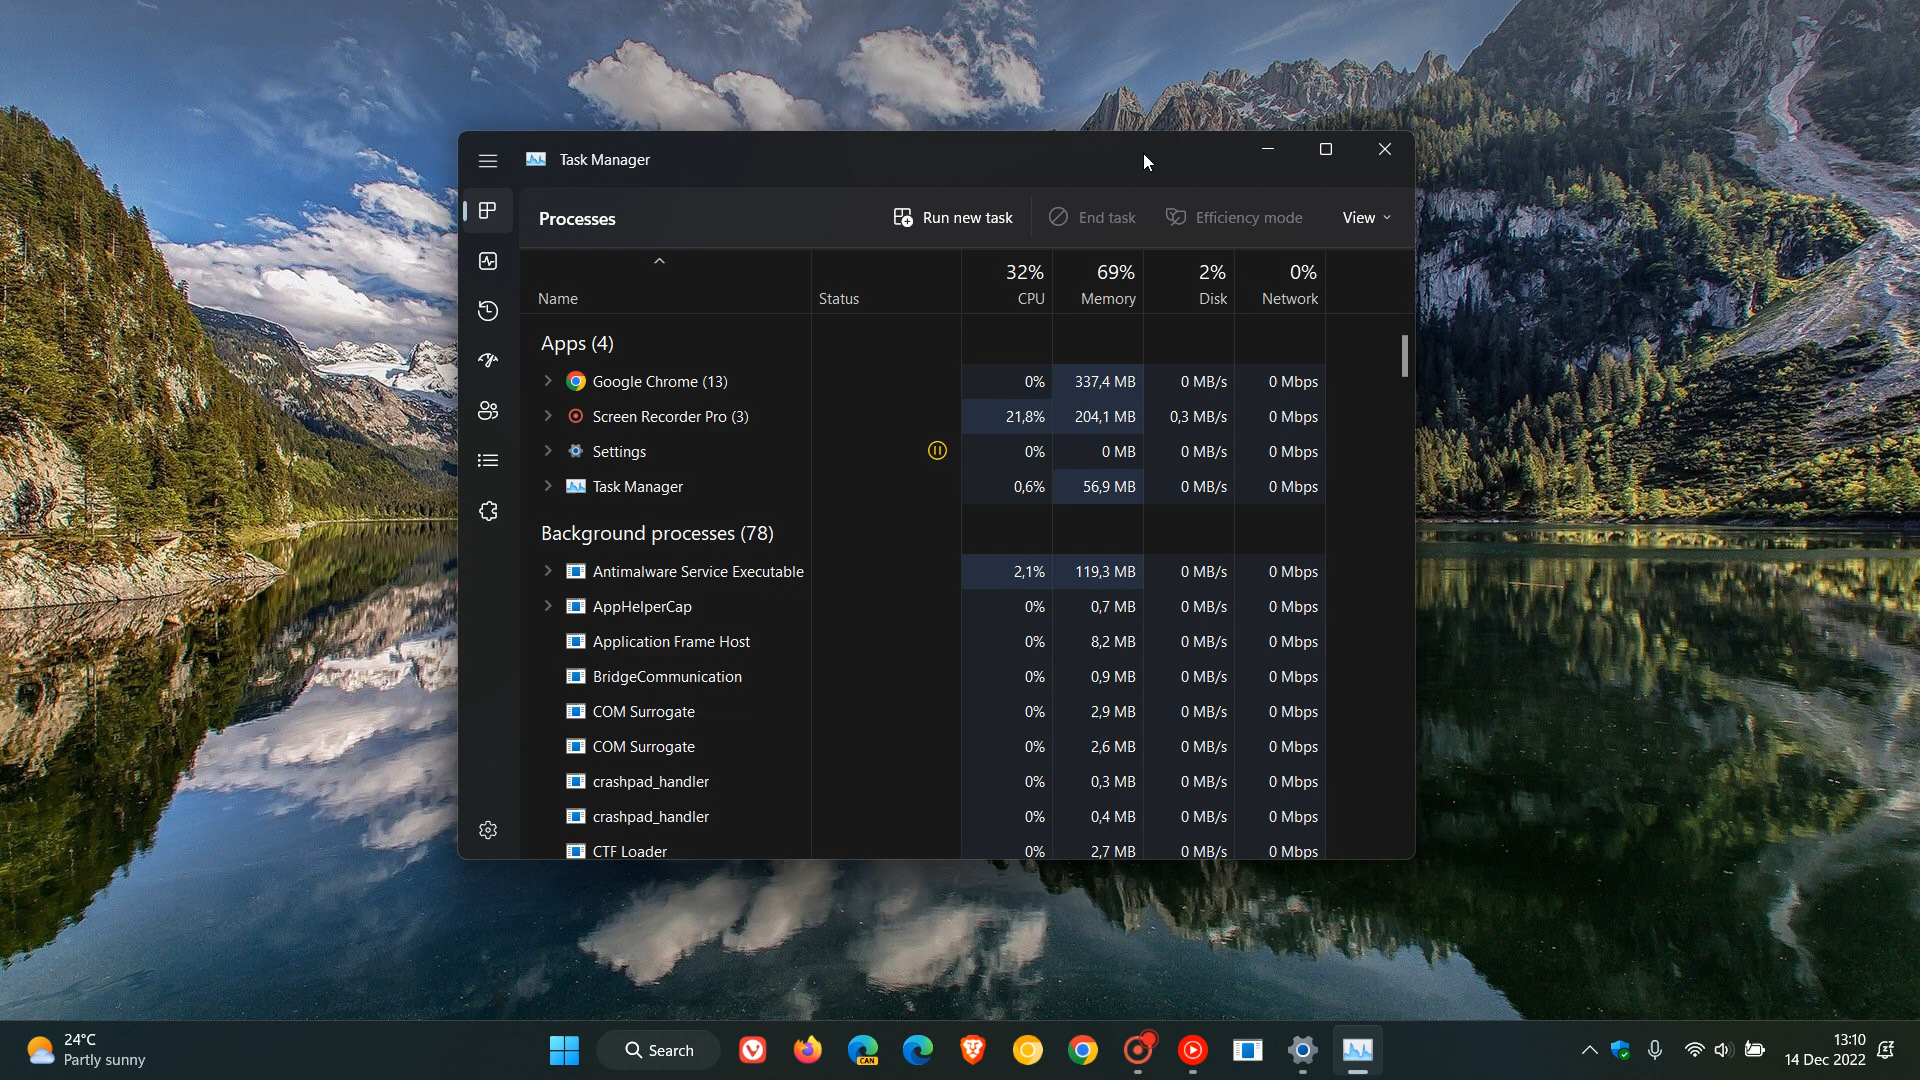 Task Manager
Processes
Run new task
End task
Efficiency mode
View
32% 69% 2% 0%
Name Status CPU Memory Disk Network
Apps (4)
Google Chrome (13) 0% 337,4 MB 0 MB/s 0 Mbps
Screen Recorder Pro (3) 21,8% 204,1 MB 0,3 MB/s 0 Mbps
Settings 0% 0 MB 0 MB/s 0 Mbps
Task Manager 0,6% 56,9 MB 0 MB/s 0 Mbps
Background processes (78)
Antimalware Service Executable 2,1% 119,3 MB 0 MB/s 0 Mbps
AppHelperCap 0% 0,7 MB 0 MB/s 0 Mbps
Application Frame Host 0% 8,2 MB 0 MB/s 0 Mbps
BridgeCommunication 0% 0,9 MB 0 MB/s 0 Mbps
COM Surrogate 0% 2,9 MB 0 MB/s 0 Mbps
COM Surrogate 0% 2,6 MB 0 MB/s 0 Mbps
crashpad_handler 0% 0,3 MB 0 MB/s 0 Mbps
crashpad_handler 0% 0,4 MB 0 MB/s 0 Mbps
CTF Loader 0% 2,7 MB 0 MB/s 0 Mbps
24°C
Partly sunny
Search
CAN
13:10
14 Dec 2022